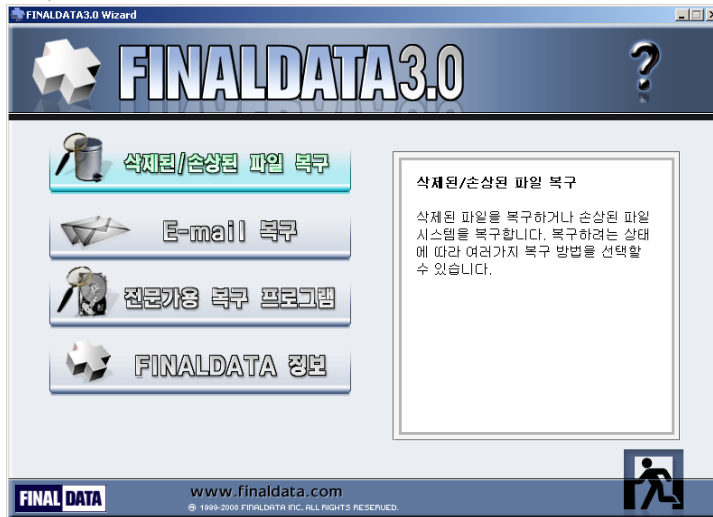 FINALDATA3.0 Wizard
FINALDATA3.0
?
삭제된/손상된 파일 복구
E-mail 복구
전문가용 복구 프로그램
FINALDATA 정보
삭제된/손상된 파일 복구
삭제된 파일을 복구하거나 손상된 파일
시스템을 복구합니다. 복구하려는 상태
에 따라 여러가지 복구 방법을 선택할
수 있습니다.
FINAL DATA
www.finaldata.com
© 1999-2008 FINALDATA INC. ALL RIGHTS RESERVED.